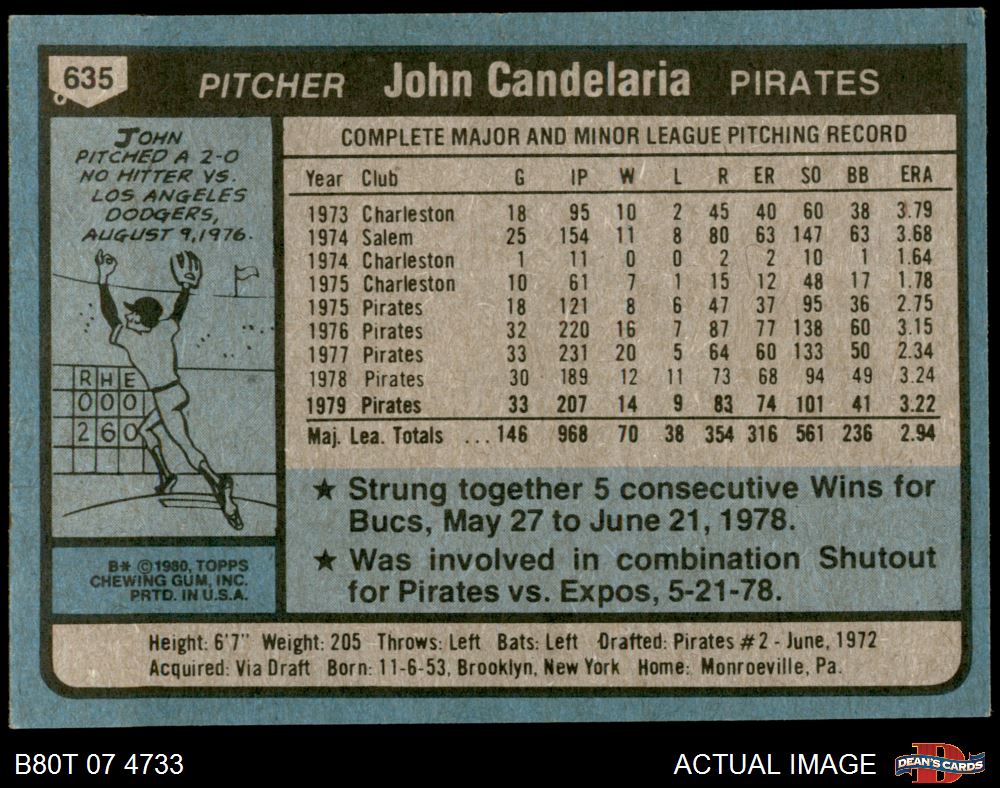 635
PITCHER John Candelaria PIRATES
JOHN
PITCHED A 2-0
NO HITTER VS.
LOS ANGELES
DODGERS,
AUGUST 9, 1976.
R H E
0 0 0
2 6 0
B* ©1980, TOPPS
CHEWING GUM, INC.
PRTD. IN U.S.A.
COMPLETE MAJOR AND MINOR LEAGUE PITCHING RECORD
Year Club G IP W L R ER SO BB ERA
1973 Charleston 18 95 10 2 45 40 60 38 3.79
1974 Salem 25 154 11 8 80 63 147 63 3.68
1974 Charleston 1 11 0 0 2 2 10 1 1.64
1975 Charleston 10 61 7 1 15 12 48 17 1.78
1975 Pirates 18 121 8 6 47 37 95 36 2.75
1976 Pirates 32 220 16 7 87 77 138 60 3.15
1977 Pirates 33 231 20 5 64 60 133 50 2.34
1978 Pirates 30 189 12 11 73 68 94 49 3.24
1979 Pirates 33 207 14 9 83 74 101 41 3.22
Maj. Lea. Totals ... 146 968 70 38 354 316 561 236 2.94
★ Strung together 5 consecutive Wins for
Bucs, May 27 to June 21, 1978.
★ Was involved in combination Shutout
for Pirates vs. Expos, 5-21-78.
Height: 6'7" Weight: 205 Throws: Left Bats: Left Drafted: Pirates #2 - June, 1972
Acquired: Via Draft Born: 11-6-53, Brooklyn, New York Home: Monroeville, Pa.
B80T 07 4733
ACTUAL IMAGE
D
DEAN'S CARDS